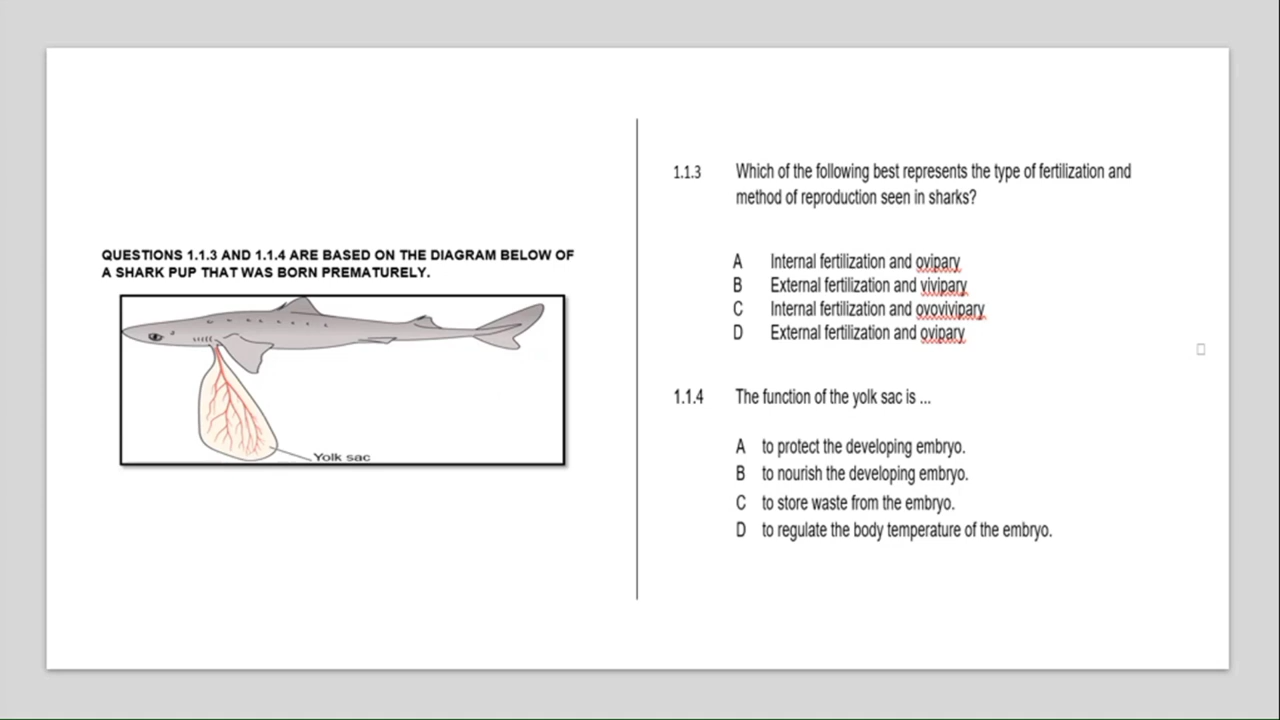 QUESTIONS 1.1.3 AND 1.1.4 ARE BASED ON THE DIAGRAM BELOW OF
A SHARK PUP THAT WAS BORN PREMATURELY.
Yolk sac
1.1.3 Which of the following best represents the type of fertilization and
method of reproduction seen in sharks?
A Internal fertilization and ovipary
B External fertilization and vivipary
C Internal fertilization and ovovivipary
D External fertilization and ovipary
1.1.4 The function of the yolk sac is ...
A to protect the developing embryo.
B to nourish the developing embryo.
C to store waste from the embryo.
D to regulate the body temperature of the embryo.